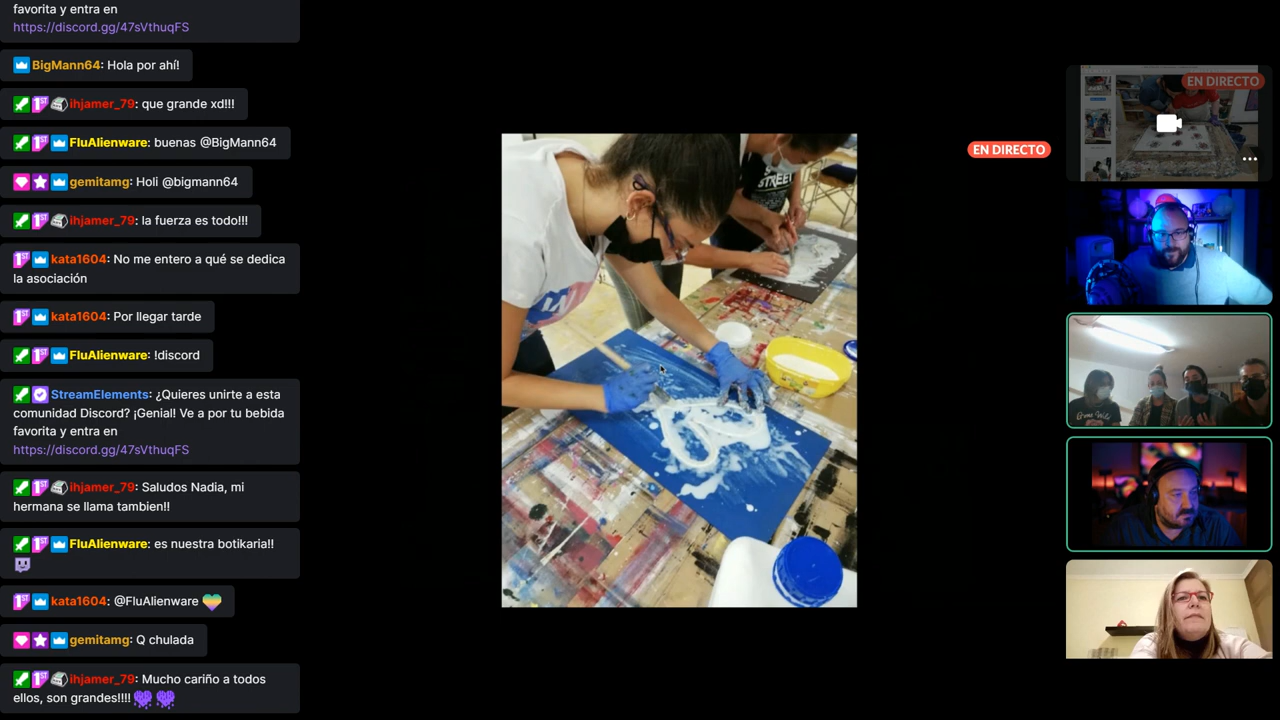 favorita y entra en
https://discord.gg/47sVthuqFS
BigMann64: Hola por ahí!
ihjamer_79: que grande xd!!!
FluAlienware: buenas @BigMann64
gemitamg: Holi @bigmann64
ihjamer_79: la fuerza es todo!!!
kata1604: No me entero a qué se dedica
la asociación
kata1604: Por llegar tarde
FluAlienware: !discord
StreamElements: ¿Quieres unirte a esta
comunidad Discord? ¡Genial! Ve a por tu bebida
favorita y entra en
https://discord.gg/47sVthuqFS
ihjamer_79: Saludos Nadia, mi
hermana se llama tambien!!
FluAlienware: es nuestra botikaria!!
kata1604: @FluAlienware
gemitamg: Q chulada
ihjamer_79: Mucho cariño a todos
ellos, son grandes!!!!
STREET
EN DIRECTO
EN DIRECTO